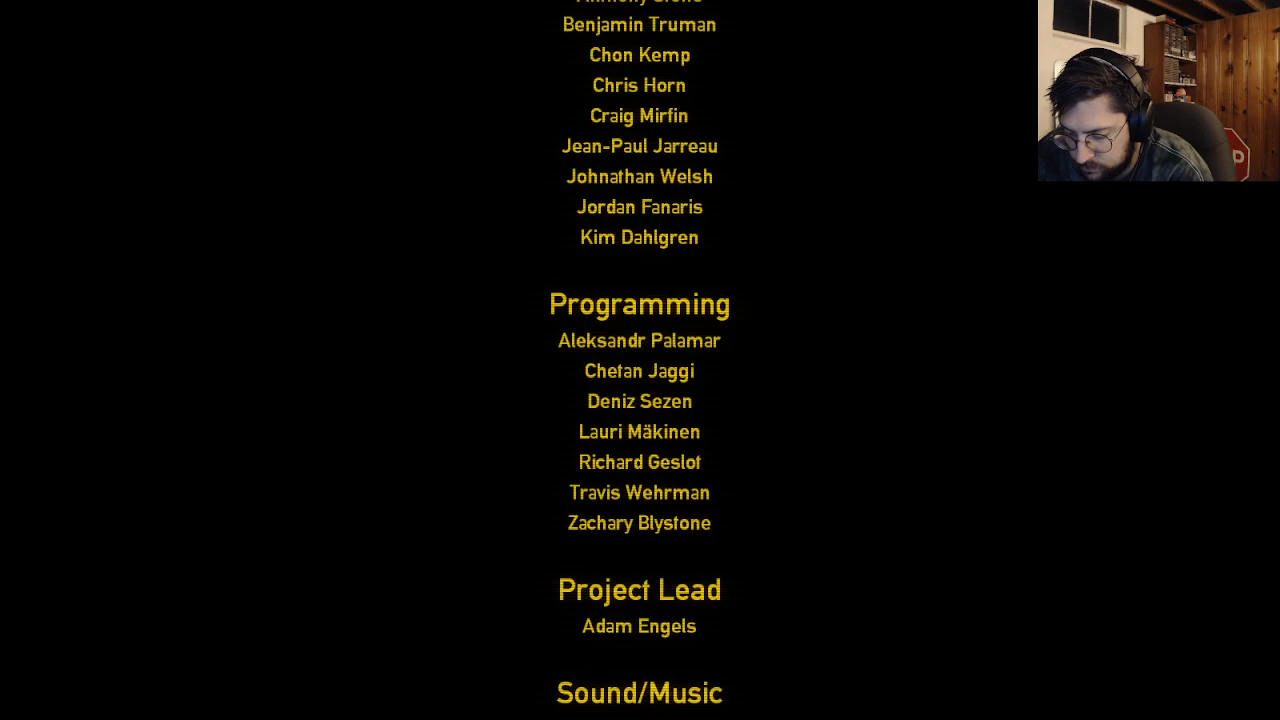 Benjamin Truman
Chon Kemp
Chris Horn
Craig Mirfin
Jean-Paul Jarreau
Johnathan Welsh
Jordan Fanaris
Kim Dahlgren
Programming
Aleksandr Palamar
Chetan Jaggi
Deniz Sezen
Lauri Mäkinen
Richard Geslot
Travis Wehrman
Zachary Blystone
Project Lead
Adam Engels
Sound/Music